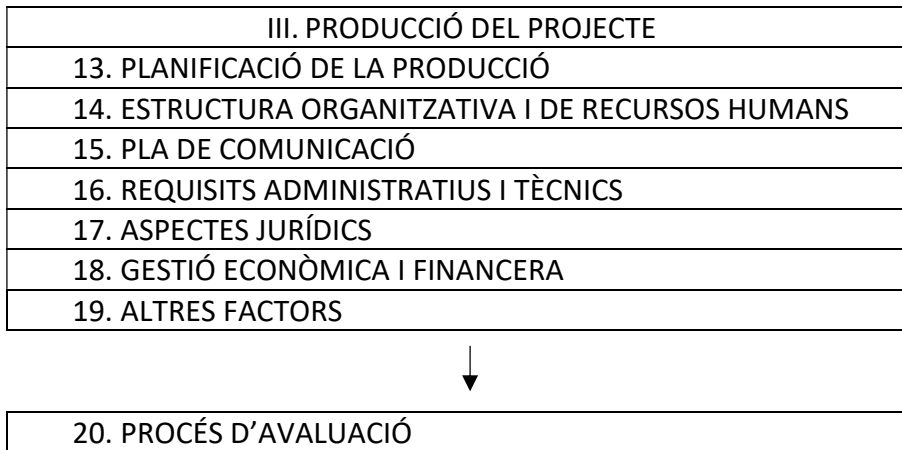 III. PRODUCCIÓ DEL PROJECTE
13. PLANIFICACIÓ DE LA PRODUCCIÓ
14. ESTRUCTURA ORGANITZATIVA I DE RECURSOS HUMANS
15. PLA DE COMUNICACIÓ
16. REQUISITS ADMINISTRATIUS I TÈCNICS
17. ASPECTES JURÍDICS
18. GESTIÓ ECONÒMICA I FINANCERA
19. ALTRES FACTORS
20. PROCÉS D’AVALUACIÓ